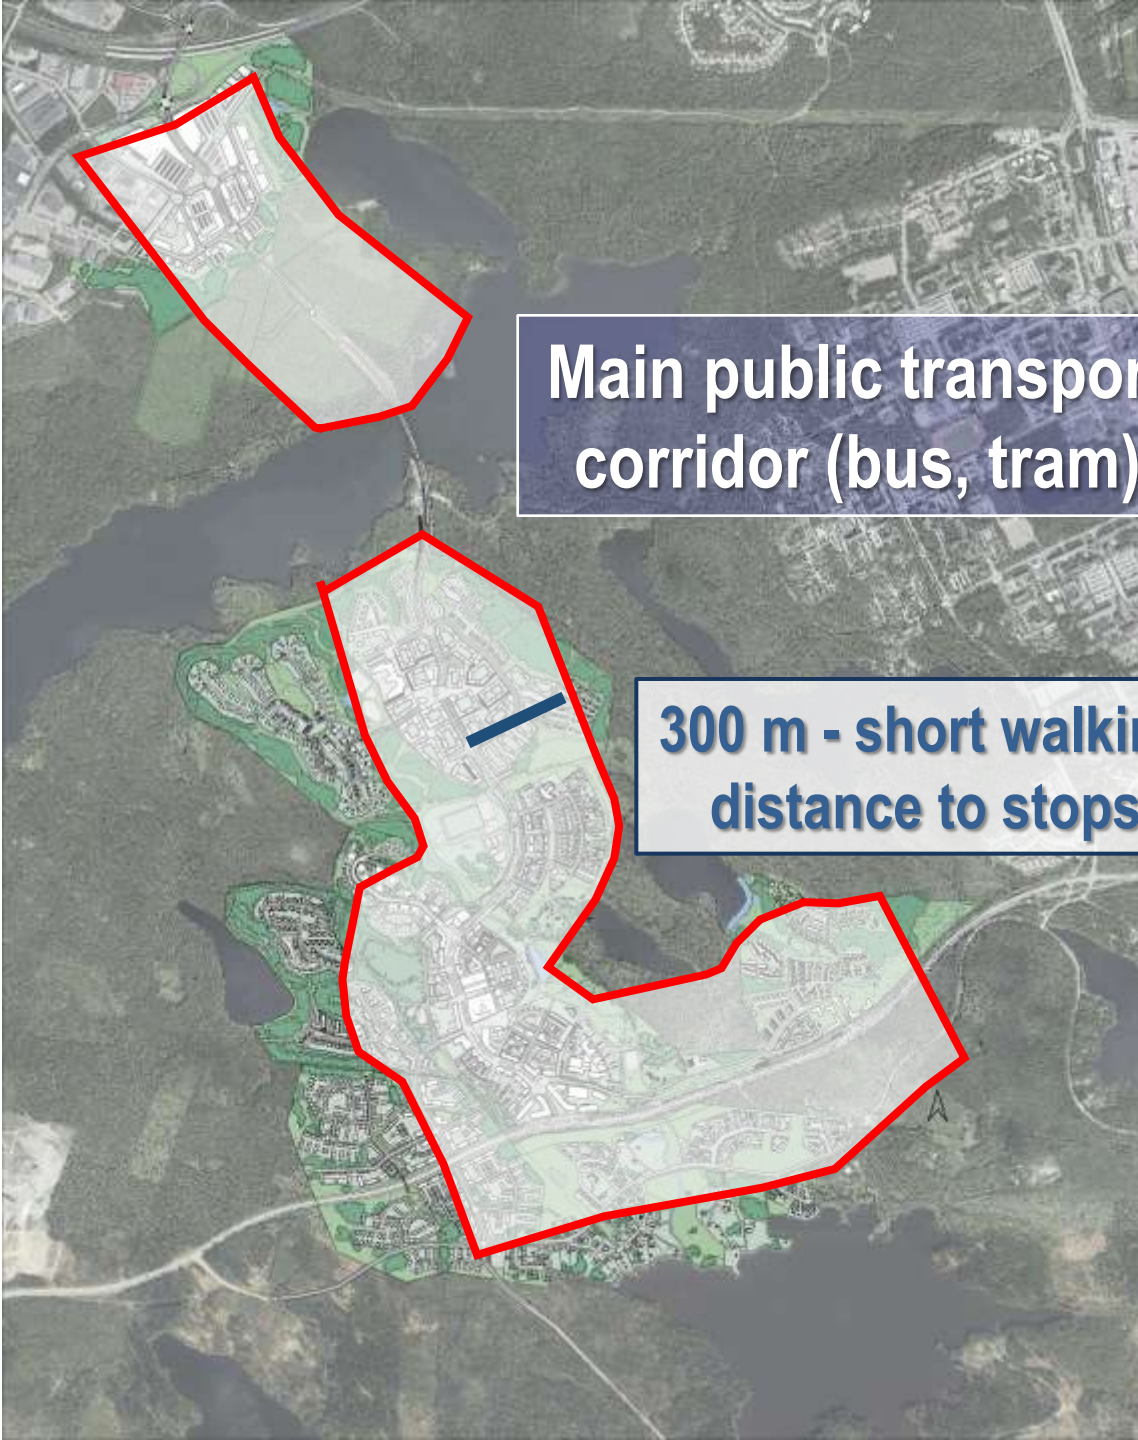 Main public transpor
corridor (bus, tram)
300 m - short walkin
distance to stops